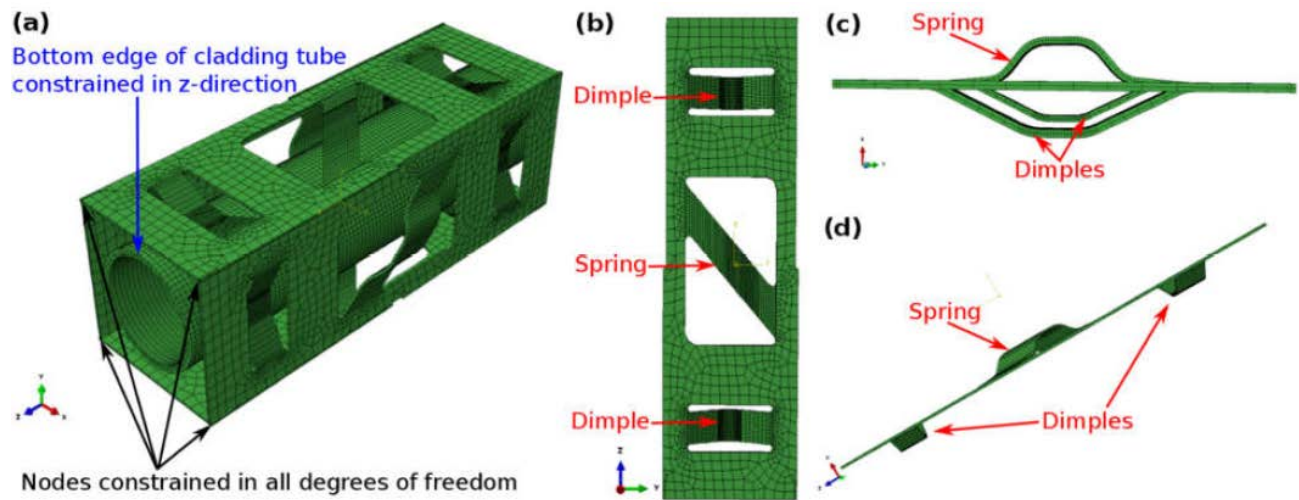 (a)
Bottom edge of cladding tube
constrained in z-direction
Nodes constrained in all degrees of freedom
(b)
Dimple
Spring
Dimple
(c)
Spring
Dimples
(d)
Spring
Dimples